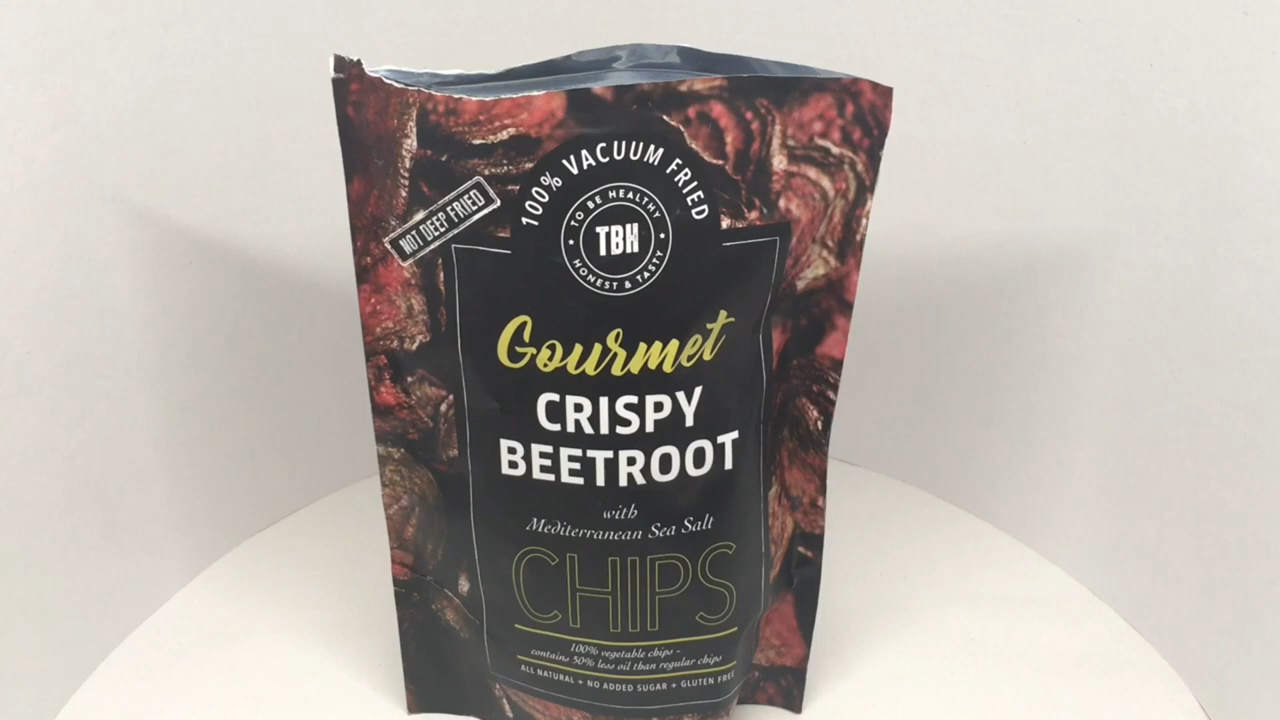 100% VACUUM FRIED
NOT DEEP FRIED
TO BE HEALTHY
TBH
HONEST & TASTY
Gourmet
CRISPY
BEETROOT
with
Mediterranean Sea Salt
CHIPS
100% vegetable chips -
contains 50% less oil than regular chips
ALL NATURAL + NO ADDED SUGAR + GLUTEN FREE